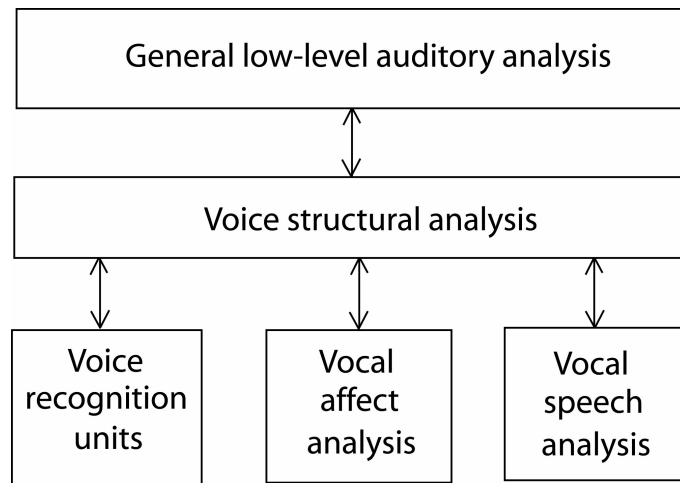 General low-level auditory analysis
Voice structural analysis
Voice
recognition
units
Vocal
affect
analysis
Vocal
speech
analysis